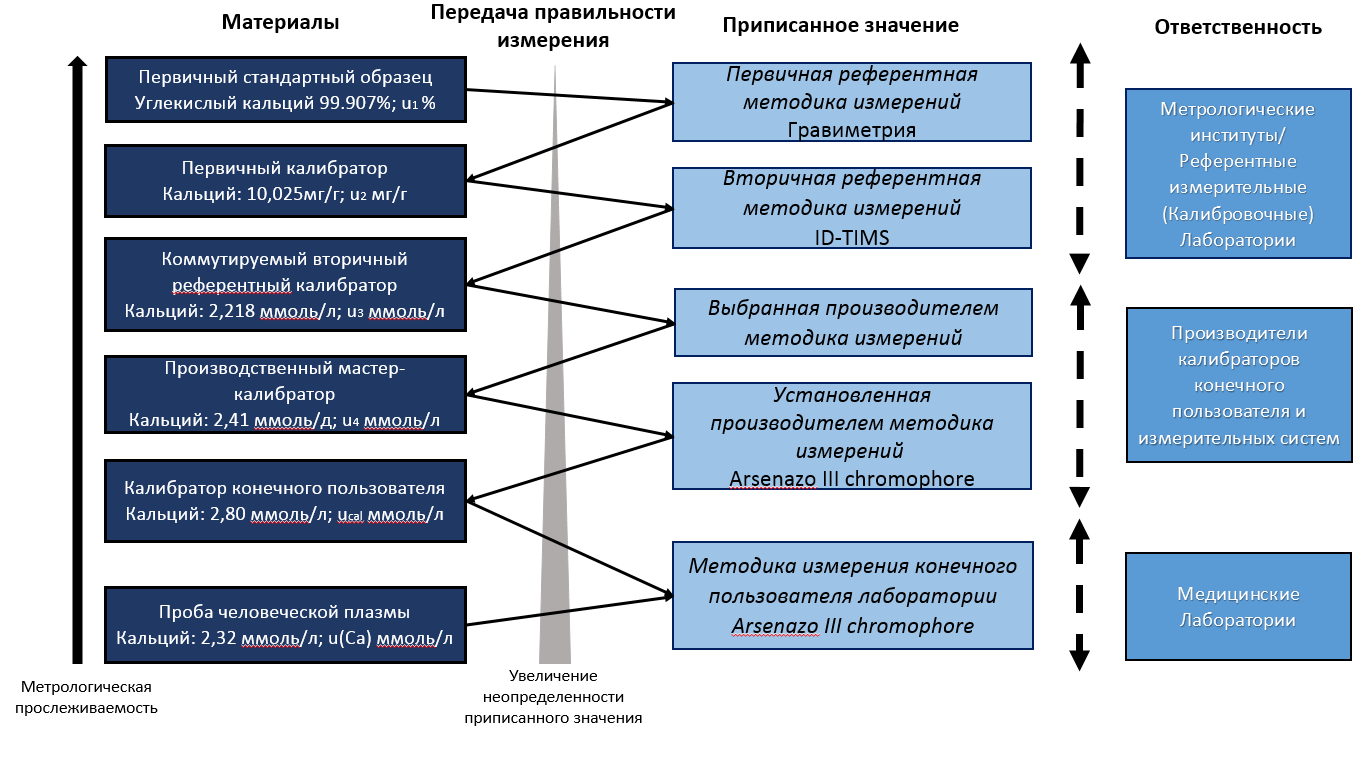 Материалы
Передача правильности
измерения
Приписанное значение
Ответственность
Первичный стандартный образец
Углекислый кальций 99.907%; u1 %
Первичный калибратор
Кальций: 10,025мг/г; u2 мг/г
Коммутируемый вторичный
референтный калибратор
Кальций: 2,218 ммоль/л; u3 ммоль/л
Производственный мастер-
калибратор
Кальций: 2,41 ммоль/д; u4 ммоль/л
Калибратор конечного пользователя
Кальций: 2,80 ммоль/л; ucal ммоль/л
Проба человеческой плазмы
Кальций: 2,32 ммоль/л; u(Ca) ммоль/л
Первичная референтная
методика измерений
Гравиметрия
Вторичная референтная
методика измерений
ID-TIMS
Выбранная производителем
методика измерений
Установленная
производителем методика
измерений
Arsenazo III chromophore
Методика измерения конечного
пользователя лаборатории
Arsenazo III chromophore
Метрологические
институты/
Референтные
измерительные
(Калибровочные)
Лаборатории
Производители
калибраторов
конечного
пользователя и
измерительных систем
Медицинские
Лаборатории
Метрологическая
прослеживаемость
Увеличение
неопределенности
приписанного значения